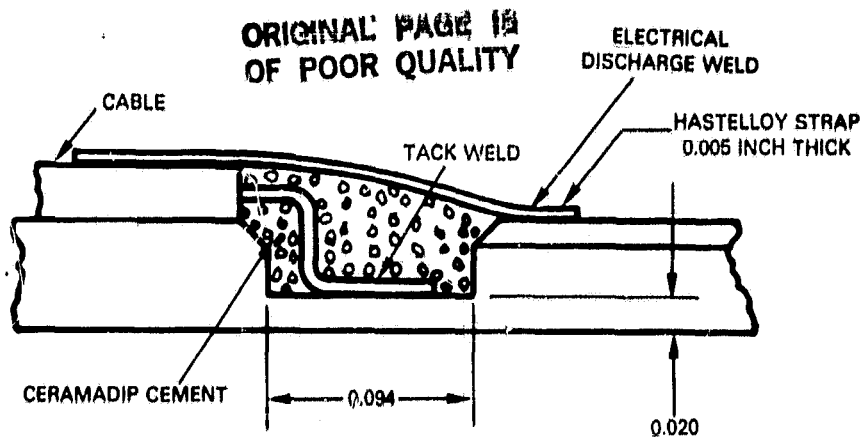 ORIGINAL PAGE IS
OF POOR QUALITY
ELECTRICAL
DISCHARGE WELD
CABLE
HASTELLOY STRAP
0.005 INCH THICK
TACK WELD
CERAMADIP CEMENT
0.094
0.020